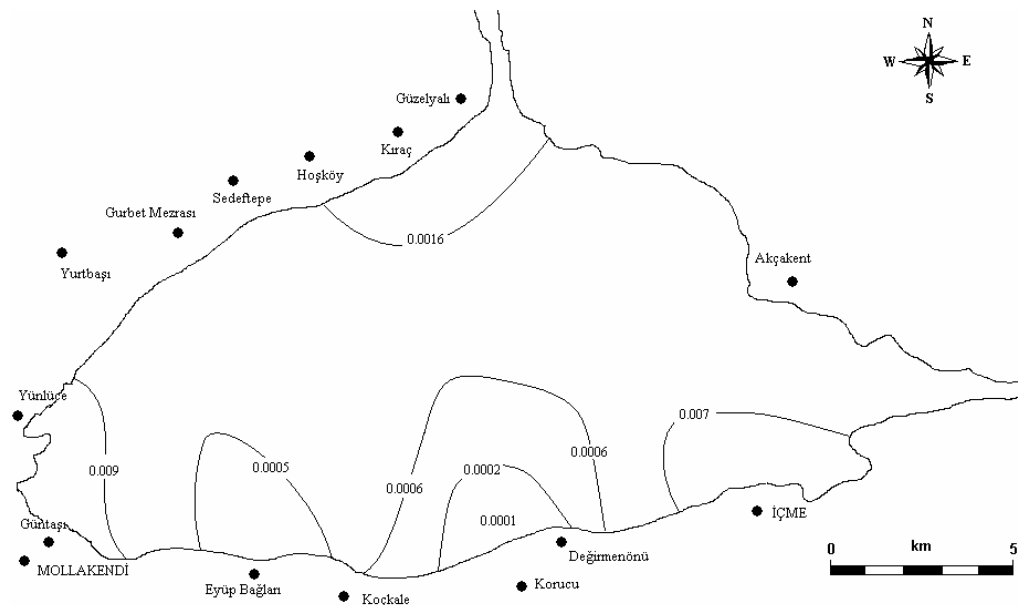 N
W E
S
Güzelyalı
Kıraç
Hoşköy
Sedeftepe
Gurbet Mezrası
Yurtbaşı
0.0016
Akçakent
Yünlüce
0.007
0.009
0.0005
0.0006
0.0002
0.0006
0.0001
Güntaşı
İÇME
MOLLAKENDİ
Değirmenönü
km
0 5
Eyüp Bağları
Korucu
Koçkale